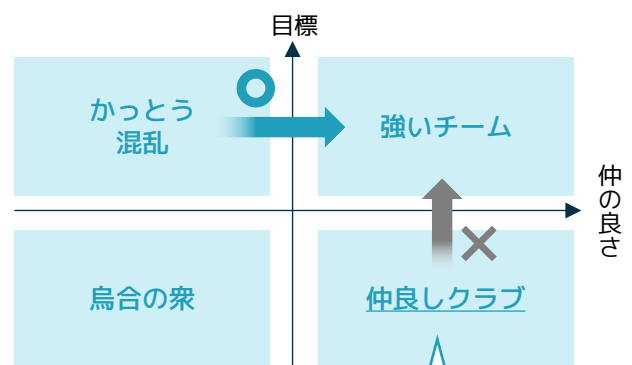 目標
かっとう
混乱
強いチーム
仲の良さ
烏合の衆
仲良しクラブ